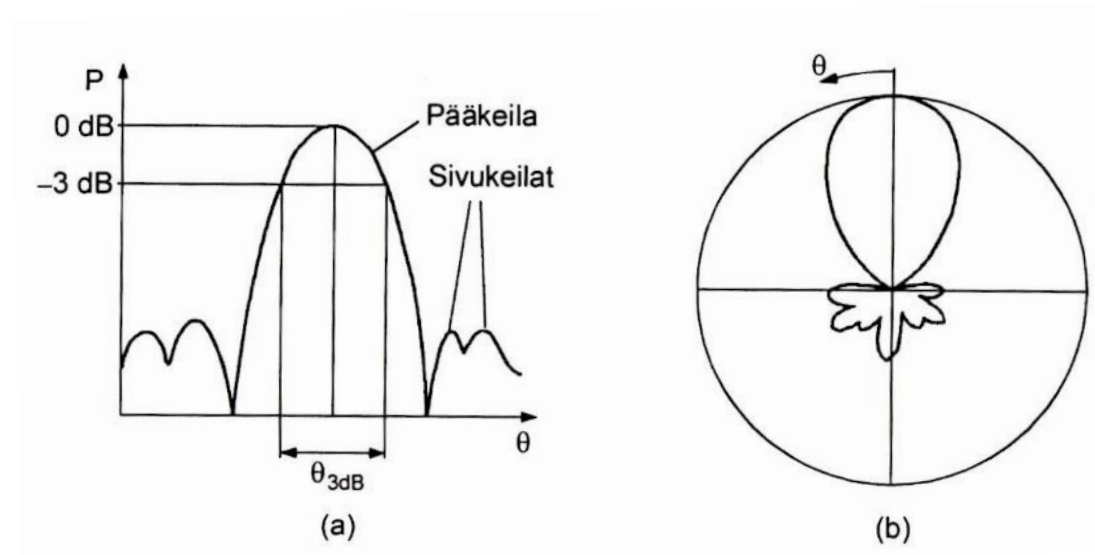 P
0 dB
−3 dB
Pääkeila
Sivukeilat
θ
θ3dB
(a)
θ
(b)